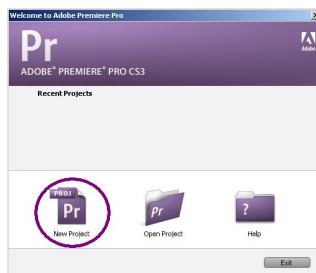 Welcome to Adobe Premiere Pro
Pr
Adobe
ADOBE® PREMIERE® PRO CS3
Recent Projects
PROJ
Pr
Pr
?
New Project
Open Project
Help
Exit